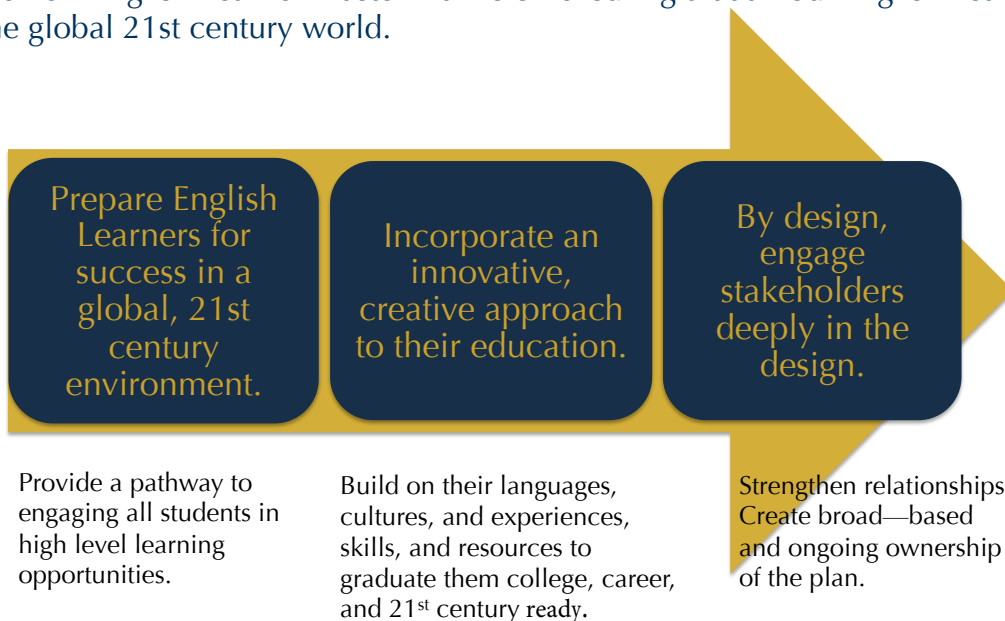 he global 21st century world.
Prepare English
Learners for
success in a
global, 21st
century
environment.
Incorporate an
innovative,
creative approach
to their education.
By design,
engage
stakeholders
deeply in the
design.
Provide a pathway to
engaging all students in
high level learning
opportunities.
Build on their languages,
cultures, and experiences,
skills, and resources to
graduate them college, career,
and 21st century ready.
Strengthen relationships
Create broad—based
and ongoing ownership
of the plan.